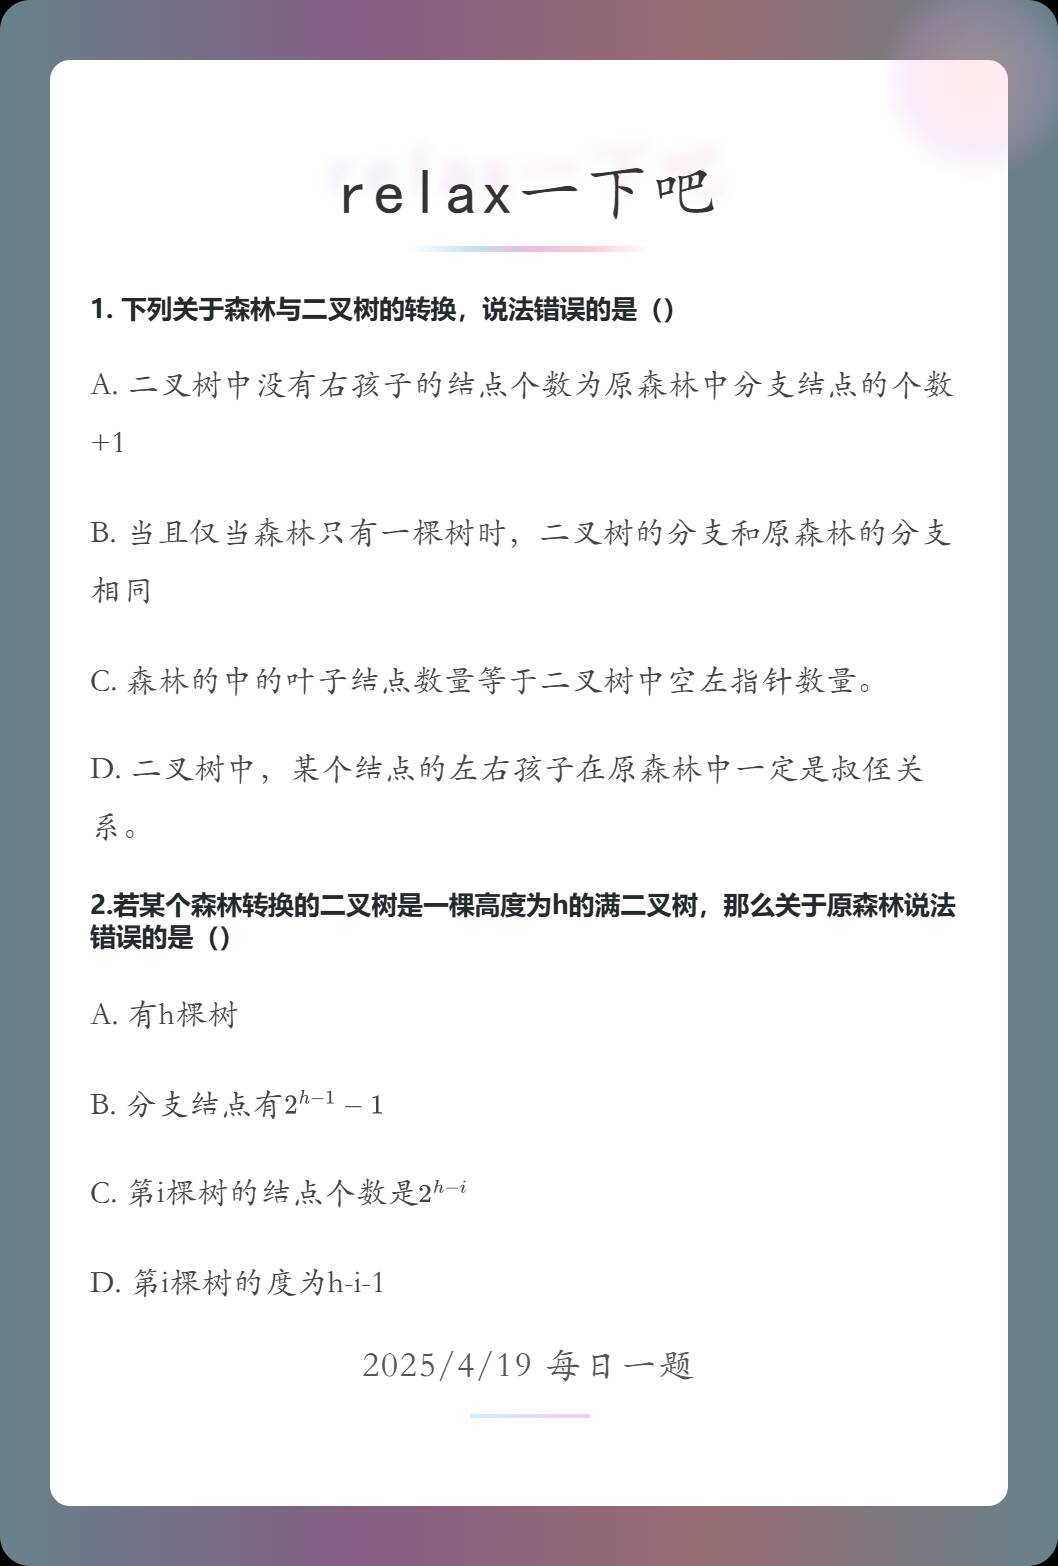 relax一下吧
1. 下列关于森林与二叉树的转换，说法错误的是（）
A. 二叉树中没有右孩子的结点个数为原森林中分支结点的个数
+1
B. 当且仅当森林只有一棵树时，二叉树的分支和原森林的分支
相同
C. 森林的中的叶子结点数量等于二叉树中空左指针数量。
D. 二叉树中，某个结点的左右孩子在原森林中一定是叔侄关
系。
2.若某个森林转换的二叉树是一棵高度为h的满二叉树，那么关于原森林说法
错误的是（）
A. 有h棵树
B. 分支结点有$2^{h-1}-1$
C. 第i棵树的结点个数是$2^{h-i}$
D. 第i棵树的度为h-i-1
2025/4/19 每日一题